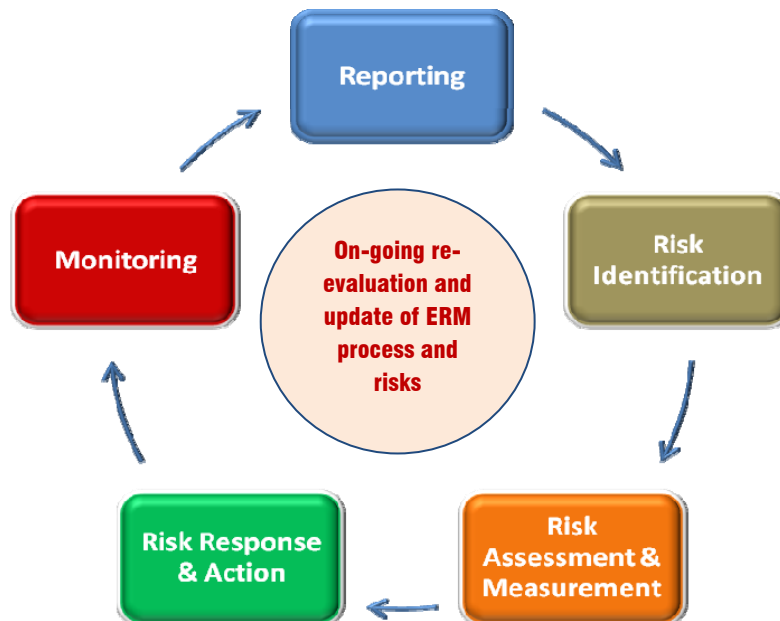 Reporting
Risk
Identification
Risk
Assessment &
Measurement
Risk Response
& Action
Monitoring
On-going re-
evaluation and
update of ERM
process and
risks